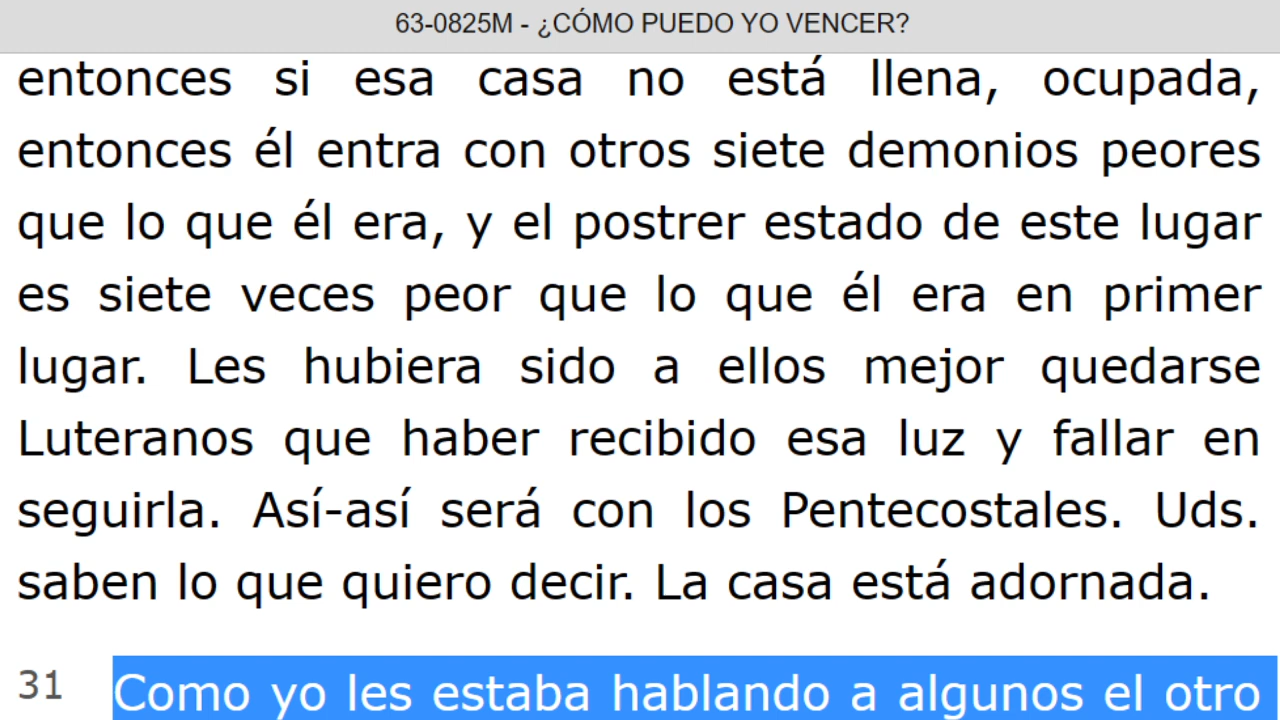 63-0825M - ¿CÓMO PUEDO YO VENCER?
entonces si esa casa no está llena, ocupada,
entonces él entra con otros siete demonios peores
que lo que él era, y el postrer estado de este lugar
es siete veces peor que lo que él era en primer
lugar. Les hubiera sido a ellos mejor quedarse
Luteranos que haber recibido esa luz y fallar en
seguirla. Así-así será con los Pentecostales. Uds.
saben lo que quiero decir. La casa está adornada.
31 Como yo les estaba hablando a algunos el otro